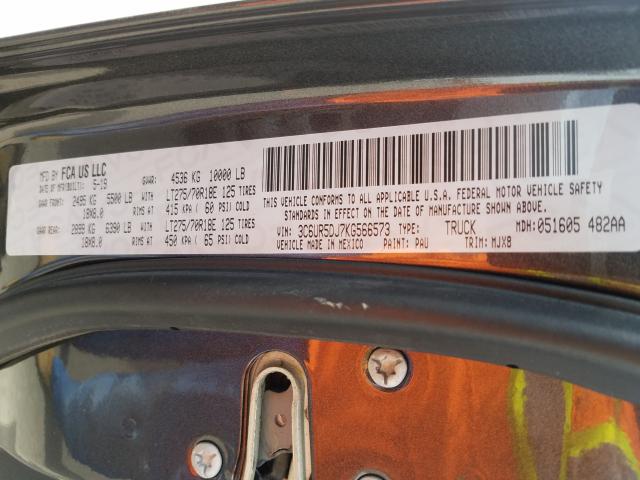 MFD BY FCA US LLC
DATE OF MFR(BUILT): 5-19 GVWR: 4536 KG 10000 LB
GAWR FRONT: 2495 KG 5500 LB LT275/70R18E 125 TIRES
18X8.0 RIMS AT 415 KPA( 60 PSI) COLD
GAWR REAR: 2899 KG 6390 LB LT275/70R18E 125 TIRES
18X8.0 RIMS AT 450 KPA( 65 PSI) COLD
THIS VEHICLE CONFORMS TO ALL APPLICABLE U.S.A. FEDERAL MOTOR VEHICLE SAFETY
STANDARDS IN EFFECT ON THE DATE OF MANUFACTURE SHOWN ABOVE.
VIN: 3C6UR5DJ7KG566573 TYPE: TRUCK MDH:051605 482AA
MADE IN MEXICO PAINT: PAU TRIM: MJX8